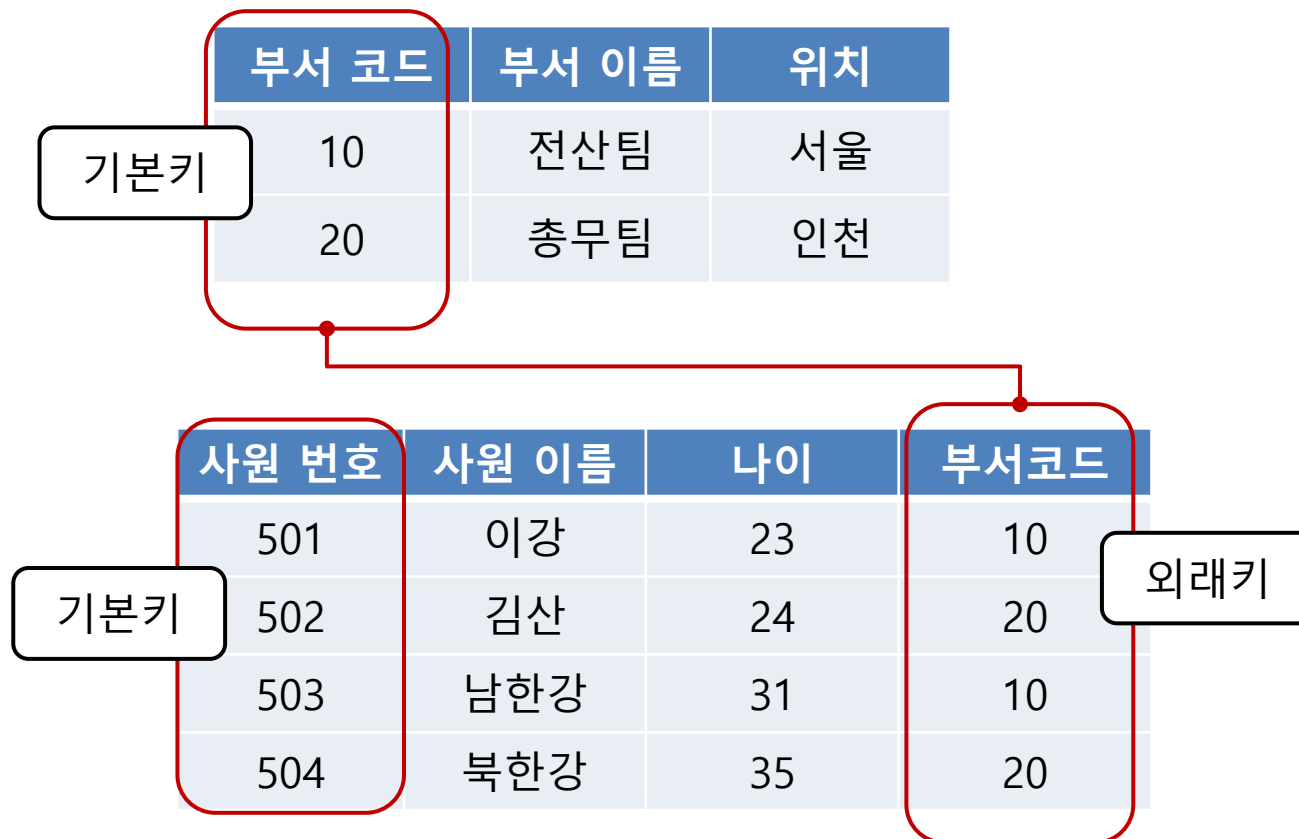 부서 코드 부서 이름 위치
10 전산팀 서울
기본키
20 총무팀 인천
사원 번호 사원 이름 나이 부서코드
501 이강 23 10
외래키
기본키
502 김산 24 20
503 남한강 31 10
504 북한강 35 20